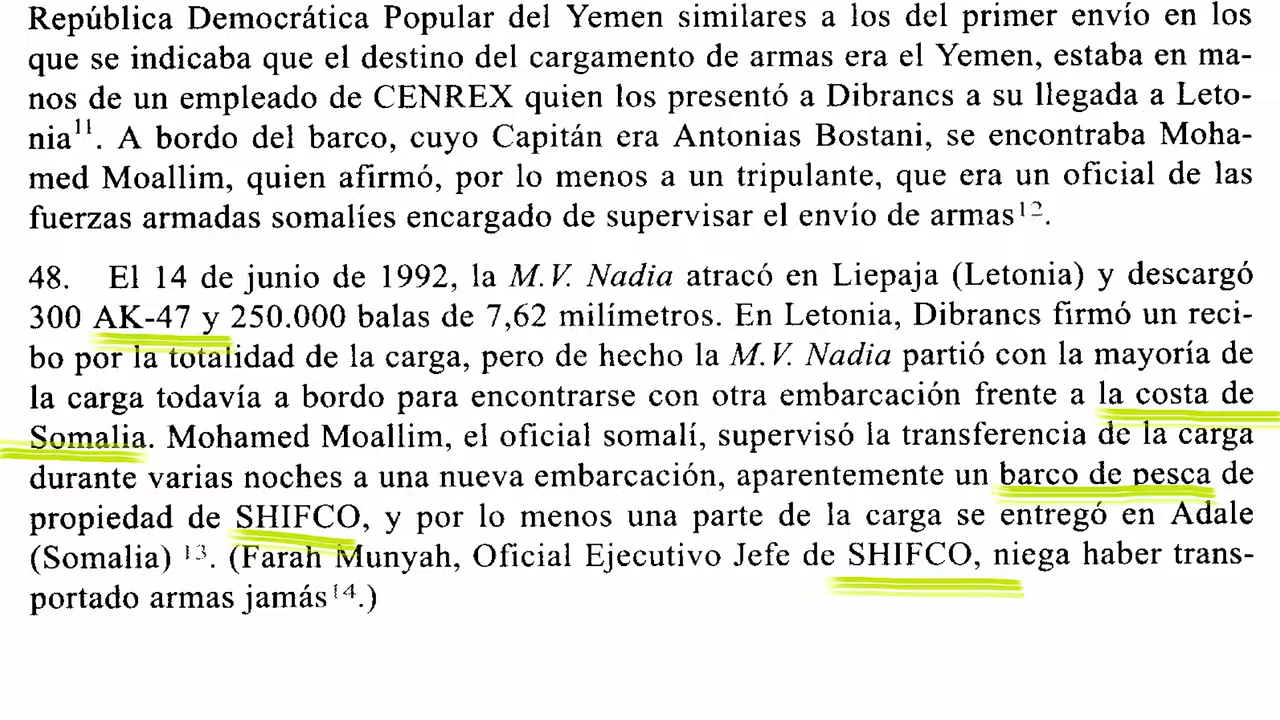 República Democrática Popular del Yemen similares a los del primer envío en los
que se indicaba que el destino del cargamento de armas era el Yemen, estaba en ma-
nos de un empleado de CENREX quien los presentó a Dibrancs a su llegada a Leto-
nia¹¹. A bordo del barco, cuyo Capitán era Antonias Bostani, se encontraba Moha-
med Moallim, quien afirmó, por lo menos a un tripulante, que era un oficial de las
fuerzas armadas somalíes encargado de supervisar el envío de armas¹².
48. El 14 de junio de 1992, la M.V. Nadia atracó en Liepaja (Letonia) y descargó
300 AK-47 y 250.000 balas de 7,62 milímetros. En Letonia, Dibrancs firmó un reci-
bo por la totalidad de la carga, pero de hecho la M.V. Nadia partió con la mayoría de
la carga todavía a bordo para encontrarse con otra embarcación frente a la costa de
Somalia. Mohamed Moallim, el oficial somalí, supervisó la transferencia de la carga
durante varias noches a una nueva embarcación, aparentemente un barco de pesca de
propiedad de SHIFCO, y por lo menos una parte de la carga se entregó en Adale
(Somalia) ¹³. (Farah Munyah, Oficial Ejecutivo Jefe de SHIFCO, niega haber trans-
portado armas jamás¹⁴.)